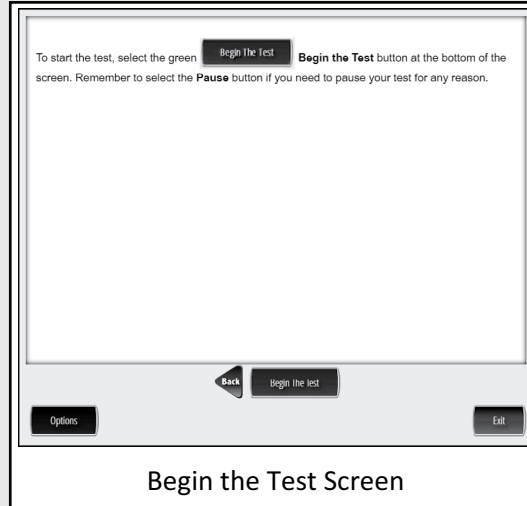 To start the test, select the green Begin The Test Begin the Test button at the bottom of the
screen. Remember to select the Pause button if you need to pause your test for any reason.
Back Begin The Test
Options Exit
Begin the Test Screen